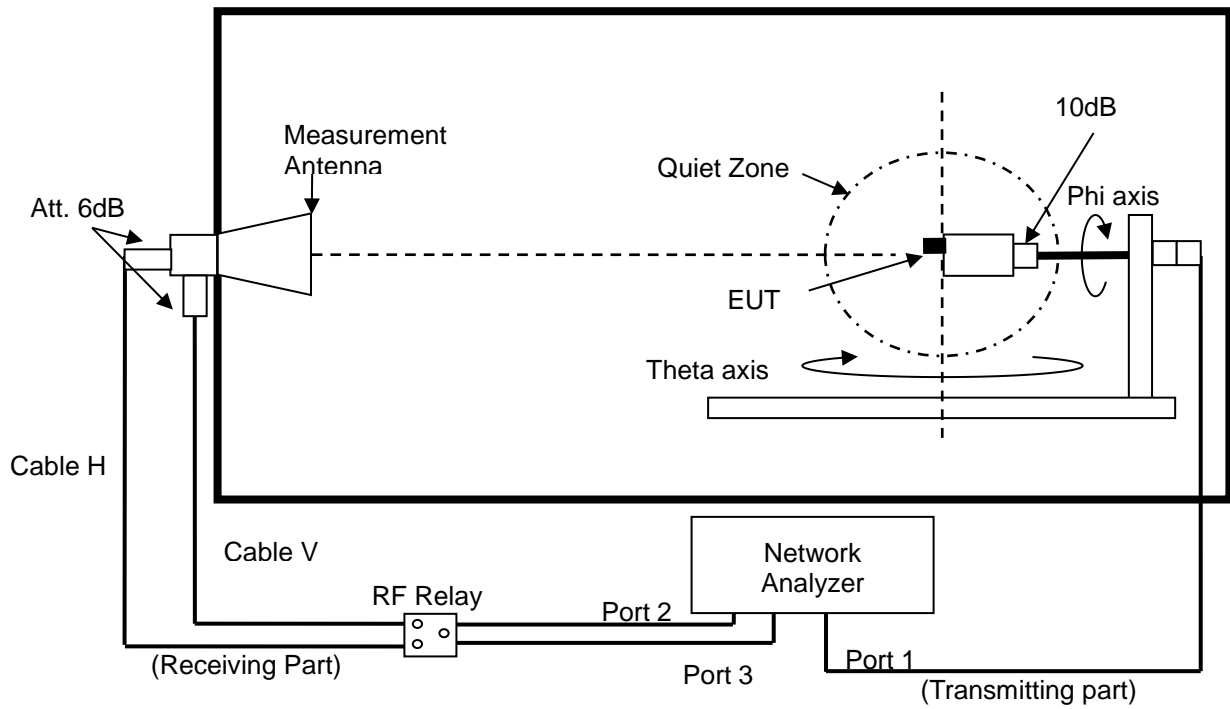 10dB
Measurement
Antenna
Quiet Zone
Phi axis
Att. 6dB
EUT
Theta axis
Cable H
Cable V
Network
Analyzer
RF Relay
Port 2
(Receiving Part)
Port 3
Port 1
(Transmitting part)